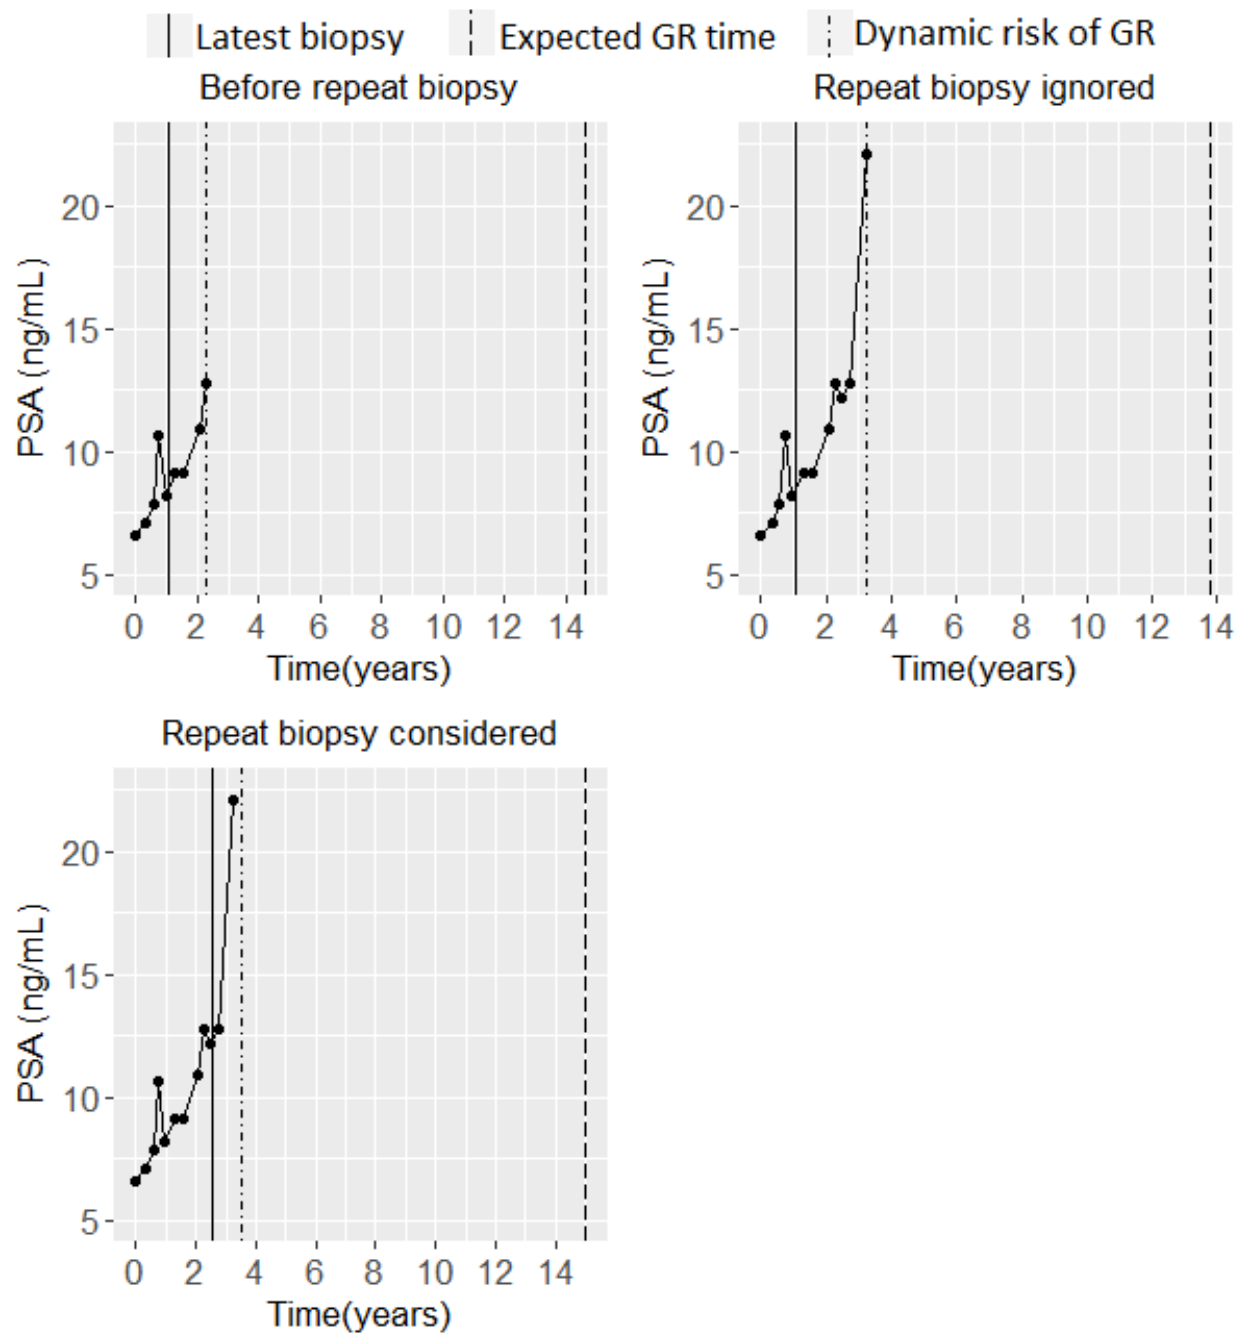 Latest biopsy Expected GR time Dynamic risk of GR
Before repeat biopsy
PSA (ng/mL)
20
15
10
5
0 2 4 6 8 10 12 14
Time(years)
Repeat biopsy ignored
PSA (ng/mL)
20
15
10
5
0 2 4 6 8 10 12 14
Time(years)
Repeat biopsy considered
PSA (ng/mL)
20
15
10
5
0 2 4 6 8 10 12 14
Time(years)